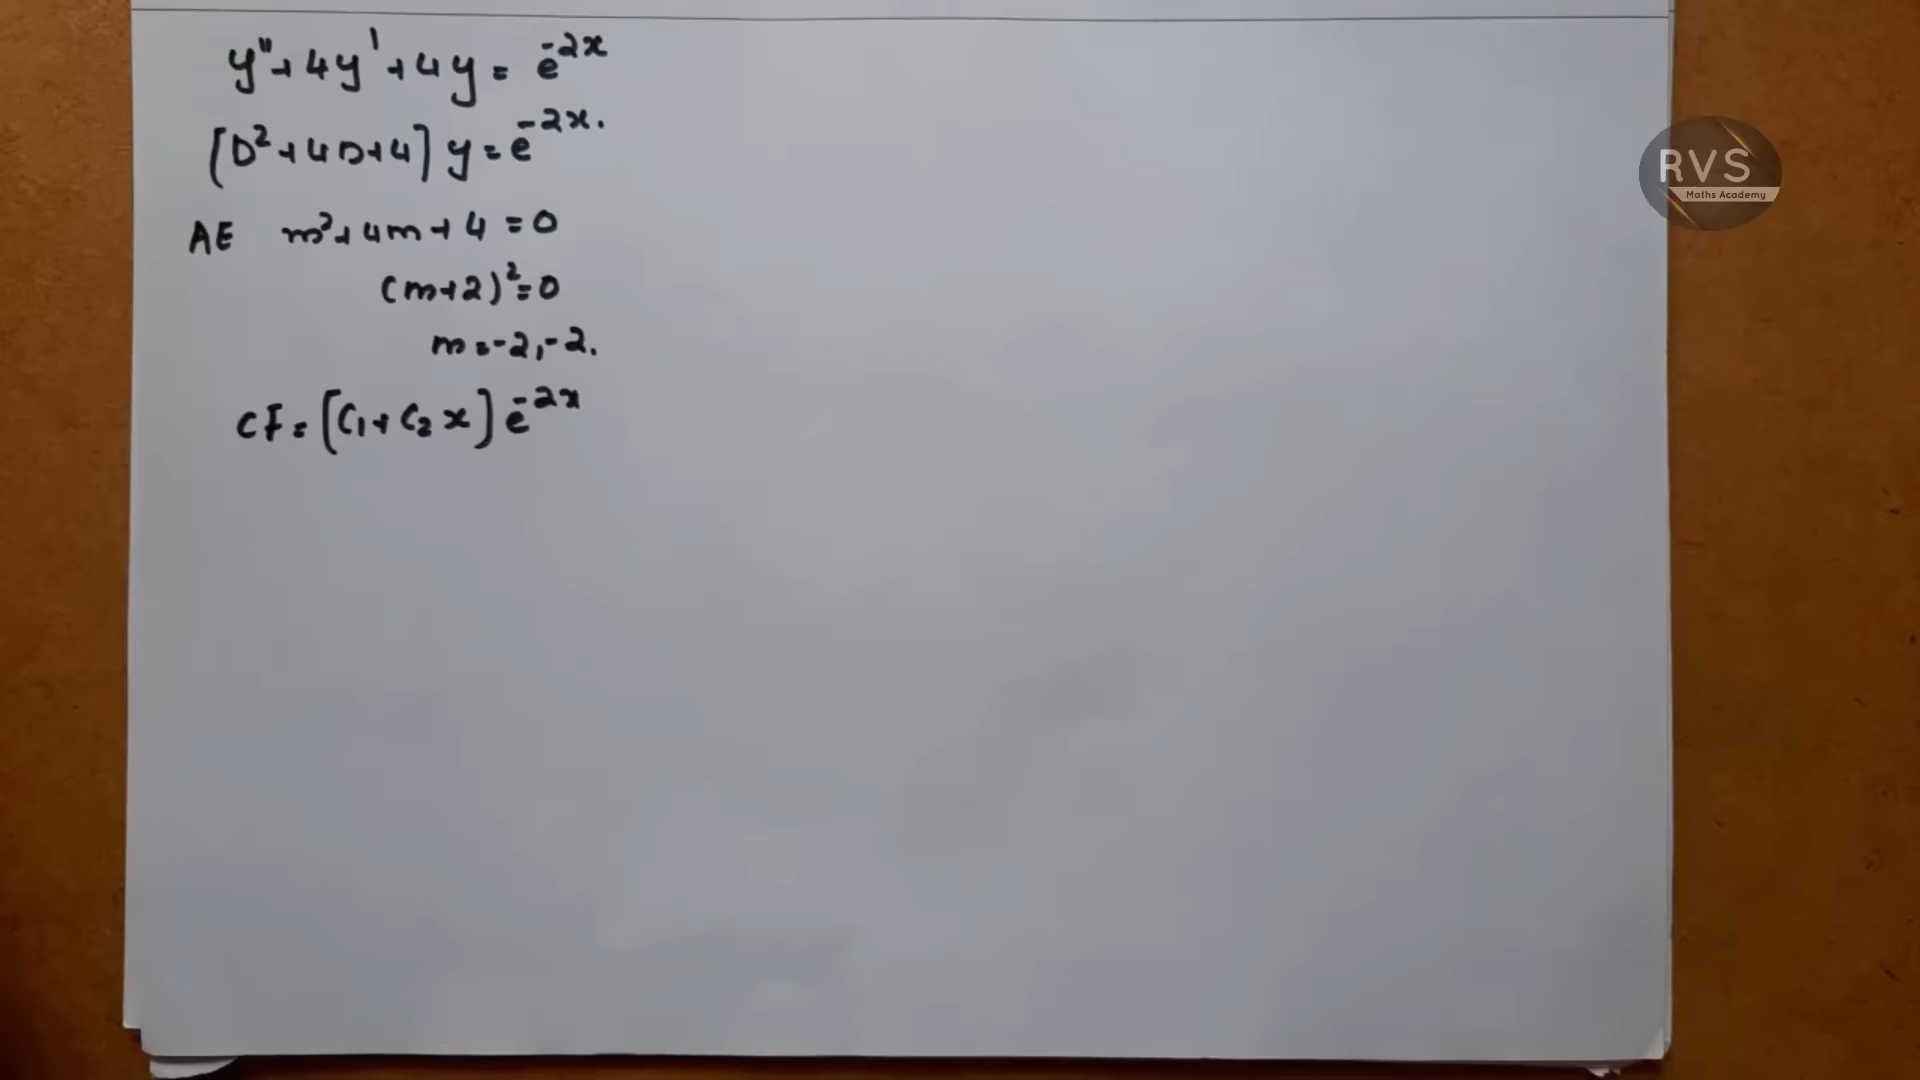 y" + 4y' + 4y = e^{-2x}
[D² + 4D + 4] y = e^{-2x}.
AE m² + 4m + 4 = 0
(m+2)² = 0
m = -2, -2.
CF = [C₁ + C₂ x] e^{-2x}
RVS
Maths Academy